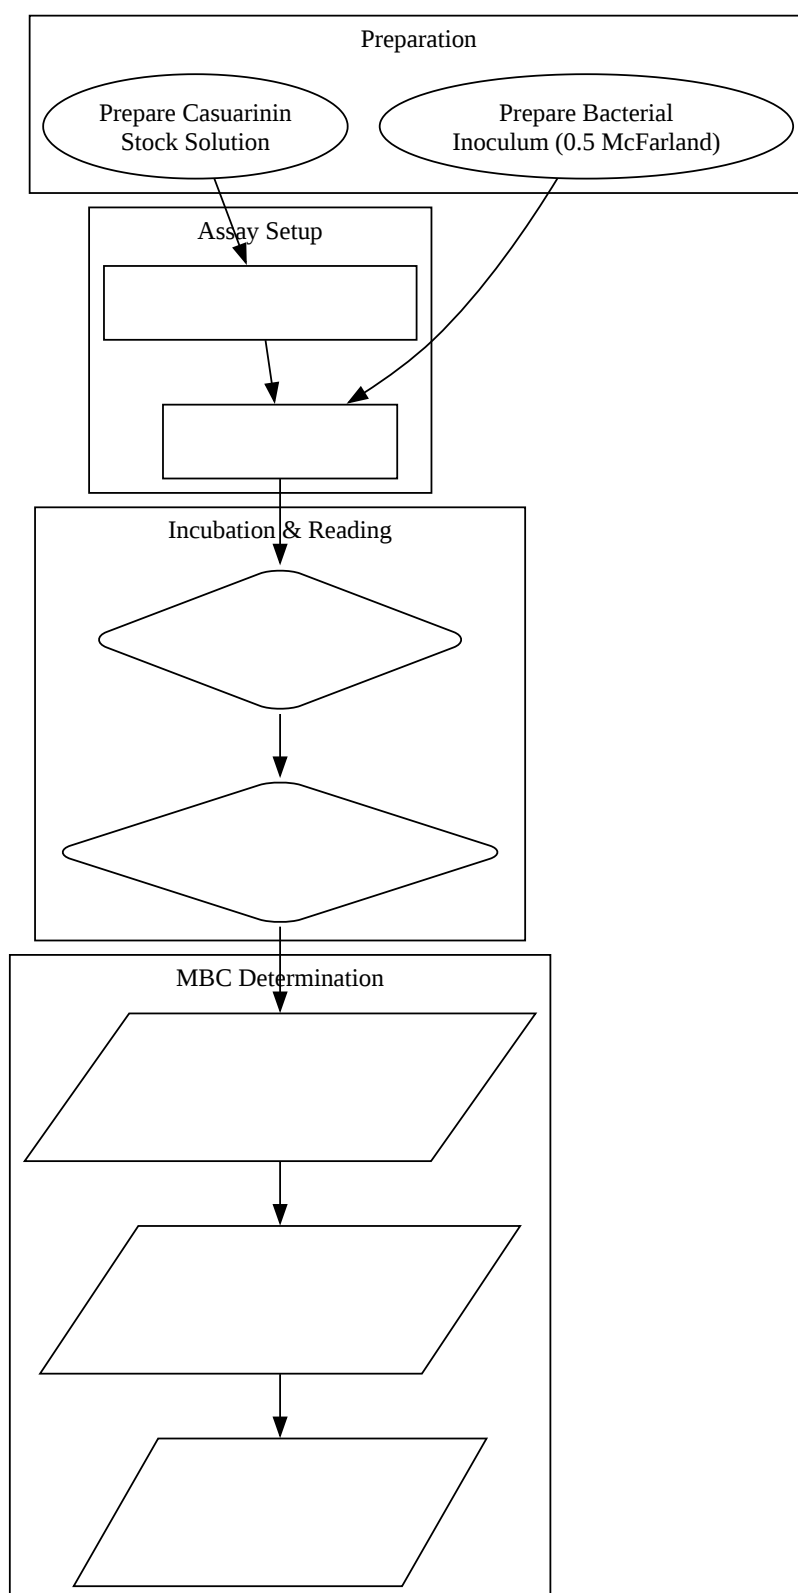 Preparation
Prepare Casuarinin
Stock Solution
Prepare Bacterial
Inoculum (0.5 McFarland)
Assay Setup
Incubation & Reading
MBC Determination